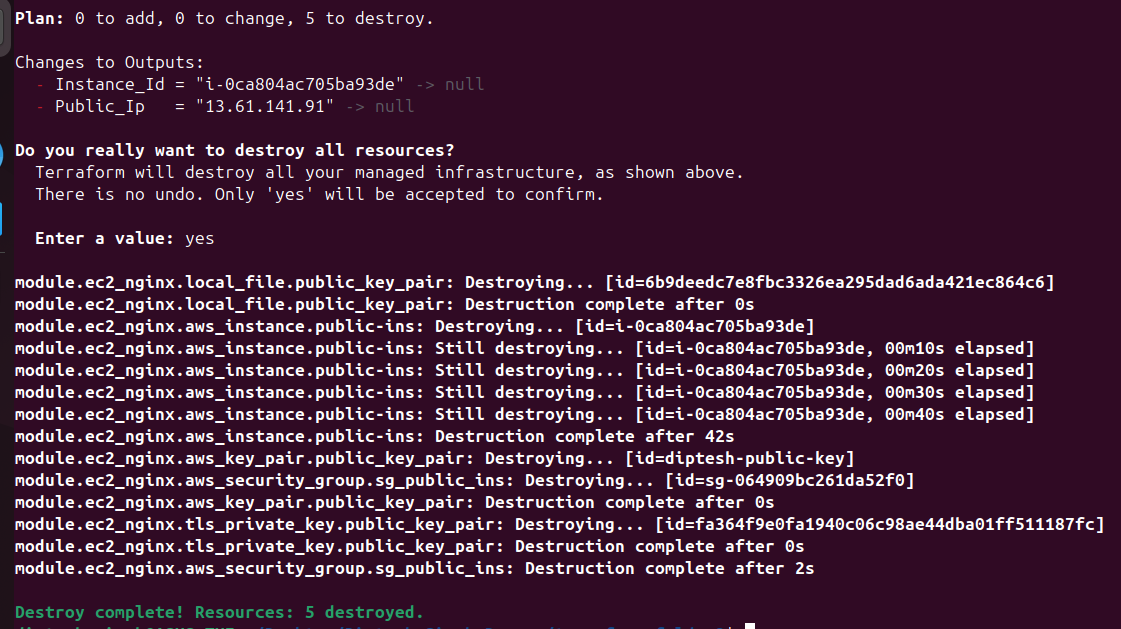 Plan: 0 to add, 0 to change, 5 to destroy.
Changes to Outputs:
- Instance_Id = "i-0ca804ac705ba93de" -> null
- Public_Ip   = "13.61.141.91" -> null
Do you really want to destroy all resources?
Terraform will destroy all your managed infrastructure, as shown above.
There is no undo. Only 'yes' will be accepted to confirm.
Enter a value: yes
module.ec2_nginx.local_file.public_key_pair: Destroying... [id=6b9deedc7e8fbc3326ea295dad6ada421ec864c6]
module.ec2_nginx.local_file.public_key_pair: Destruction complete after 0s
module.ec2_nginx.aws_instance.public-ins: Destroying... [id=i-0ca804ac705ba93de]
module.ec2_nginx.aws_instance.public-ins: Still destroying... [id=i-0ca804ac705ba93de, 00m10s elapsed]
module.ec2_nginx.aws_instance.public-ins: Still destroying... [id=i-0ca804ac705ba93de, 00m20s elapsed]
module.ec2_nginx.aws_instance.public-ins: Still destroying... [id=i-0ca804ac705ba93de, 00m30s elapsed]
module.ec2_nginx.aws_instance.public-ins: Still destroying... [id=i-0ca804ac705ba93de, 00m40s elapsed]
module.ec2_nginx.aws_instance.public-ins: Destruction complete after 42s
module.ec2_nginx.aws_key_pair.public_key_pair: Destroying... [id=diptesh-public-key]
module.ec2_nginx.aws_security_group.sg_public_ins: Destroying... [id=sg-064909bc261da52f0]
module.ec2_nginx.aws_key_pair.public_key_pair: Destruction complete after 0s
module.ec2_nginx.tls_private_key.public_key_pair: Destroying... [id=fa364f9e0fa1940c06c98ae44dba01ff511187fc]
module.ec2_nginx.tls_private_key.public_key_pair: Destruction complete after 0s
module.ec2_nginx.aws_security_group.sg_public_ins: Destruction complete after 2s
Destroy complete! Resources: 5 destroyed.